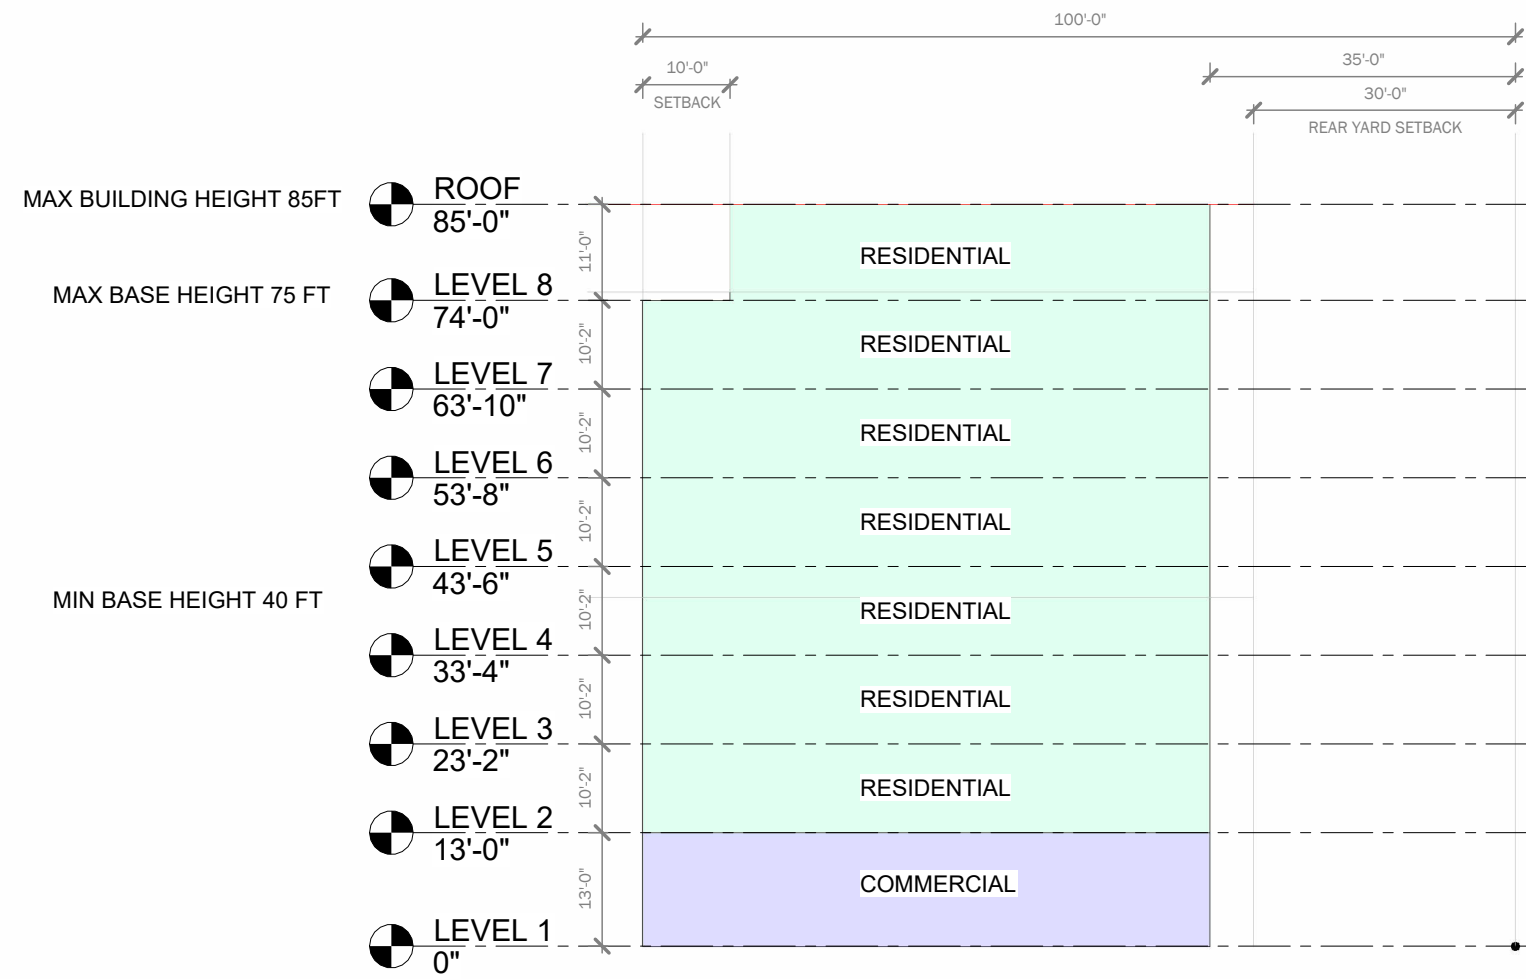 100'-0"
35'-0"
10'-0"
SETBACK
30'-0"
REAR YARD SETBACK
MAX BUILDING HEIGHT 85FT
ROOF
85'-0"
11'-0"
RESIDENTIAL
MAX BASE HEIGHT 75 FT
LEVEL 8
74'-0"
10'-2"
RESIDENTIAL
LEVEL 7
63'-10"
10'-2"
RESIDENTIAL
LEVEL 6
53'-8"
10'-2"
RESIDENTIAL
LEVEL 5
43'-6"
MIN BASE HEIGHT 40 FT
10'-2"
RESIDENTIAL
LEVEL 4
33'-4"
10'-2"
RESIDENTIAL
LEVEL 3
23'-2"
10'-2"
RESIDENTIAL
LEVEL 2
13'-0"
13'-0"
COMMERCIAL
LEVEL 1
0"